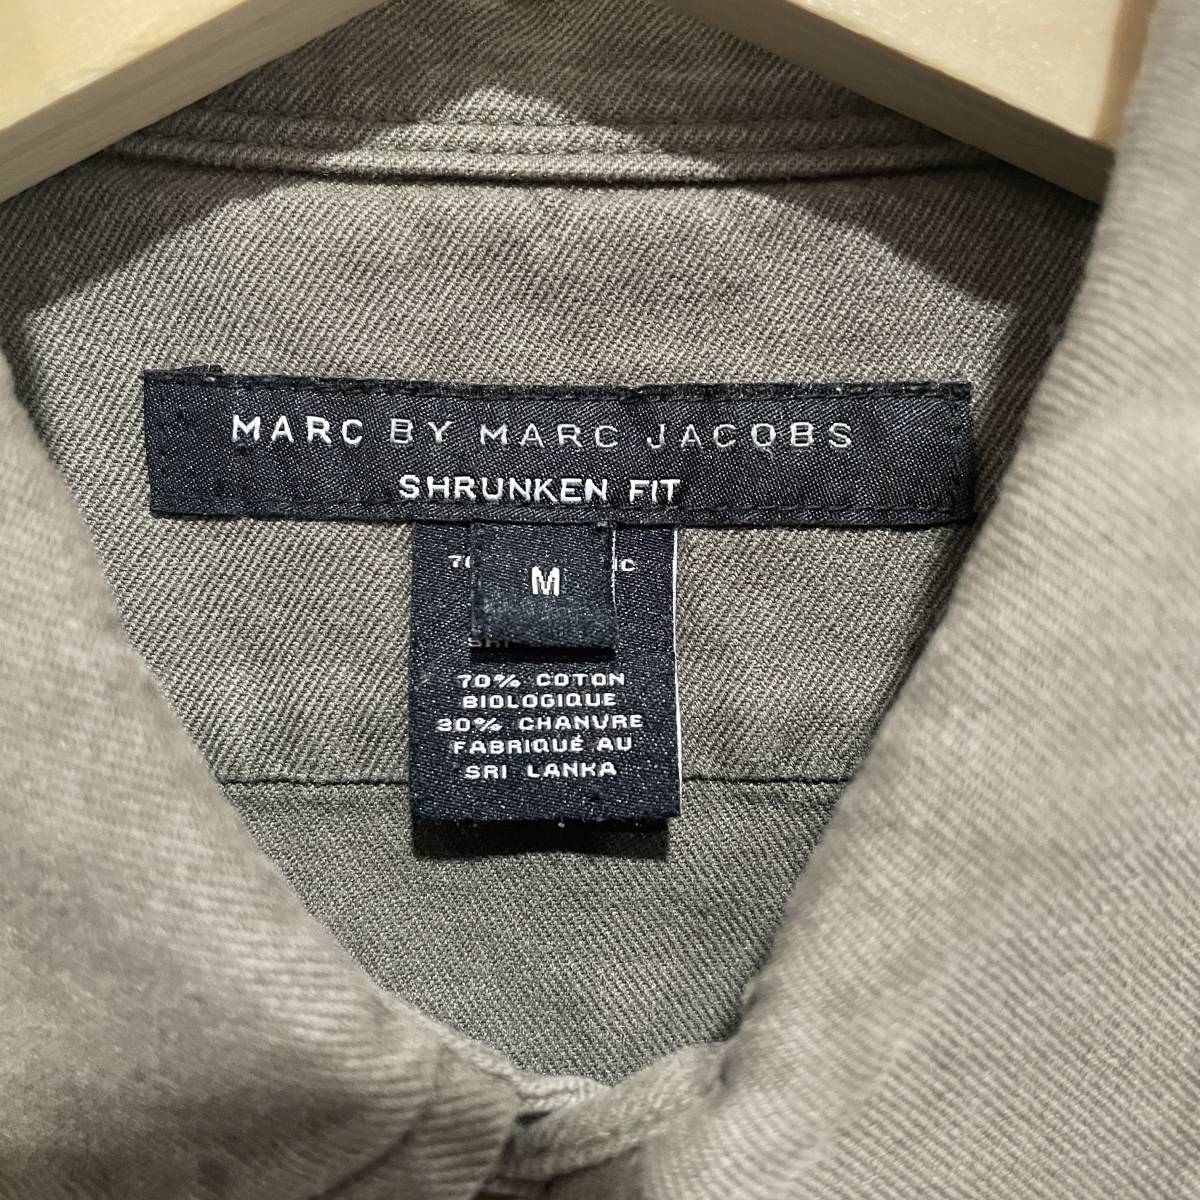 MARC BY MARC JACOBS
SHRUNKEN FIT
M
70% COTON
BIOLOGIQUE
30% CHANVRE
FABRIQUÉ AU
SRI LANKA